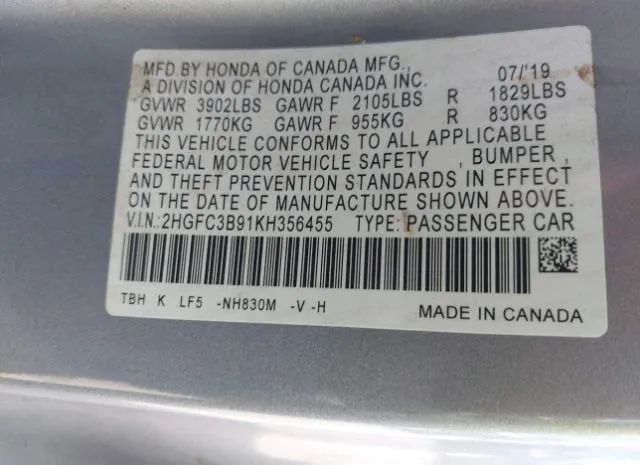 MFD.BY HONDA OF CANADA MFG., 07/'19
A DIVISION OF HONDA CANADA INC.
GVWR 3902LBS GAWR F 2105LBS R 1829LBS
GVWR 1770KG GAWR F 955KG R 830KG
THIS VEHICLE CONFORMS TO ALL APPLICABLE
FEDERAL MOTOR VEHICLE SAFETY , BUMPER ,
AND THEFT PREVENTION STANDARDS IN EFFECT
ON THE DATE OF MANUFACTURE SHOWN ABOVE.
V.I.N.:2HGFC3B91KH356455 TYPE: PASSENGER CAR
TBH K LF5 -NH830M -V -H
MADE IN CANADA